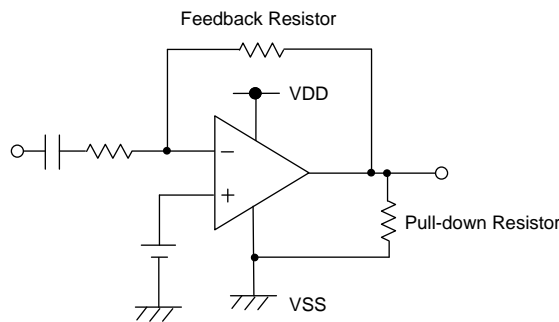 Feedback Resistor
VDD
−
+
Pull-down Resistor
VSS